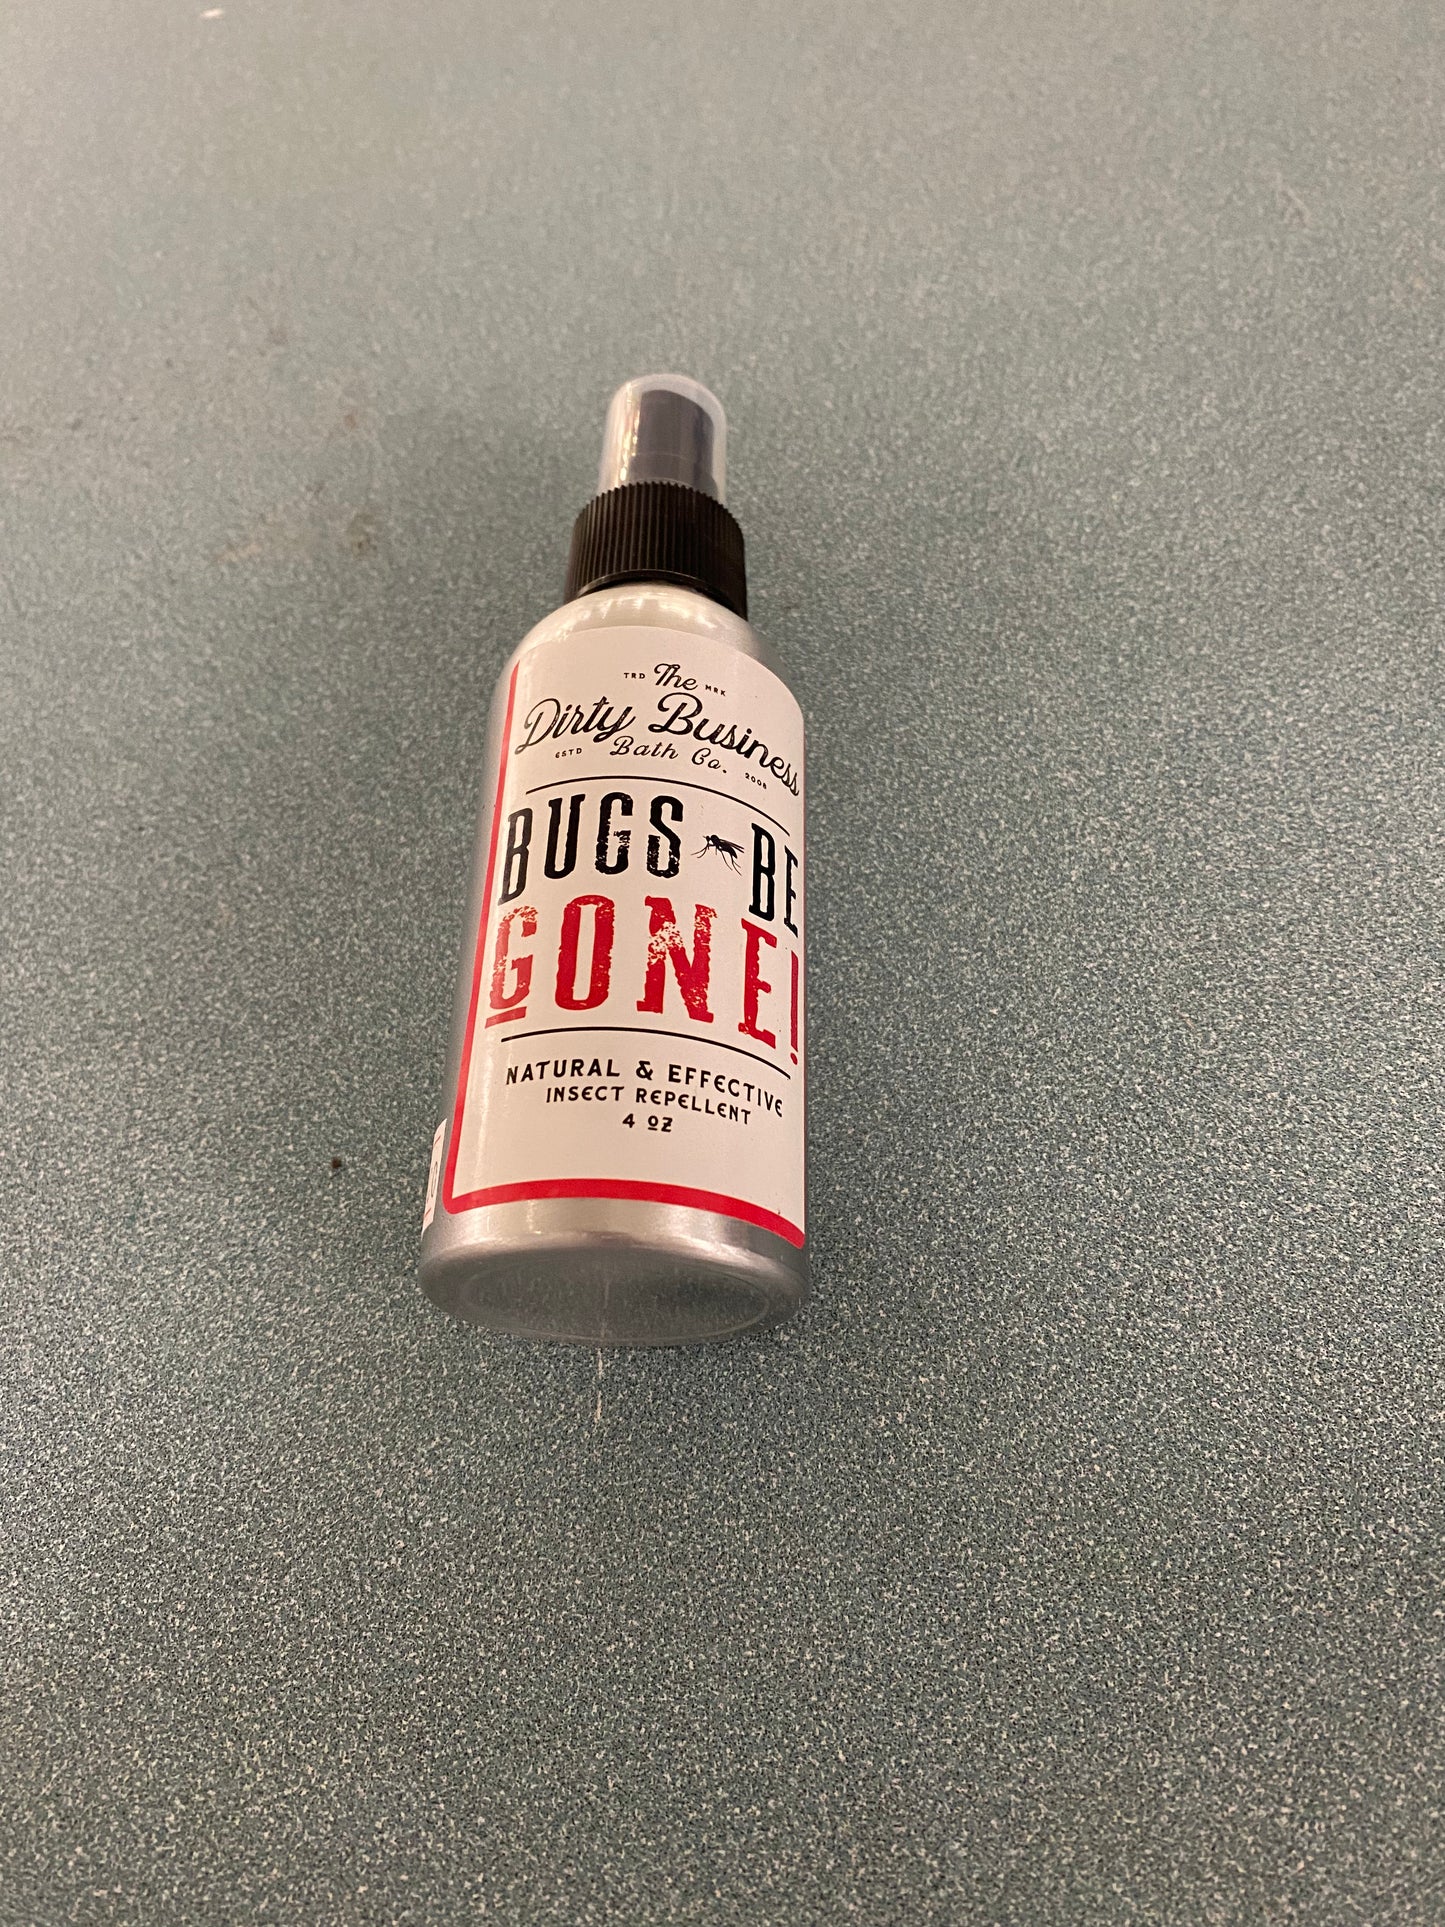 TRD The MRK
Dirty Business
ESTD Bath Co. 2008
BUGS BE
GONE!
NATURAL & EFFECTIVE
INSECT REPELLENT
4 OZ